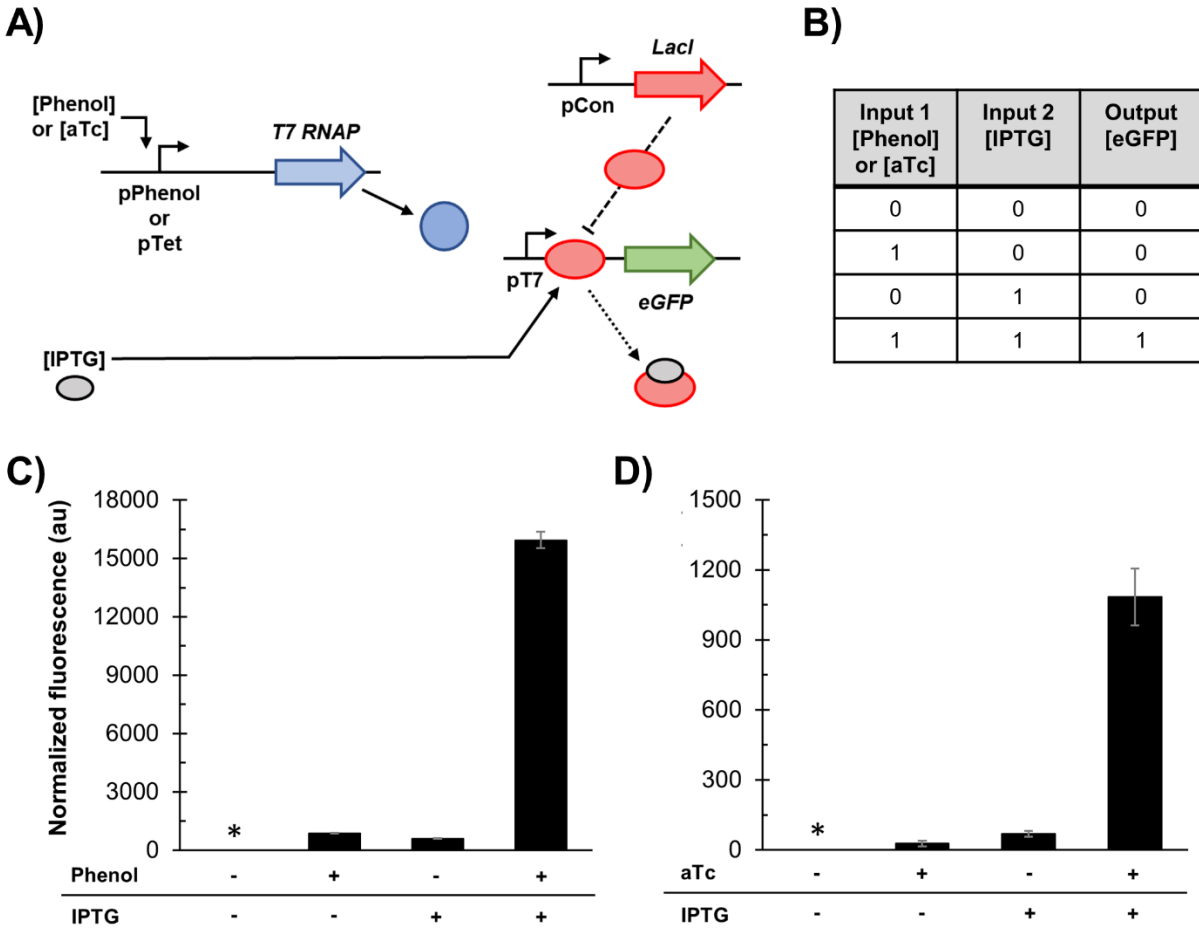 A)
[Phenol]
or [aTc]
T7 RNAP
pPhenol
or
pTet
LacI
pCon
pT7
eGFP
[IPTG]
B)
Input 1 [Phenol] or [aTc] Input 2 [IPTG] Output [eGFP]
0 0 0
1 0 0
0 1 0
1 1 1
C)
Normalized fluorescence (au)
18000
15000
12000
9000
6000
3000
0
*
Phenol - + - +
IPTG - - + +
D)
1500
1200
900
600
300
0
*
aTc - + - +
IPTG - - + +